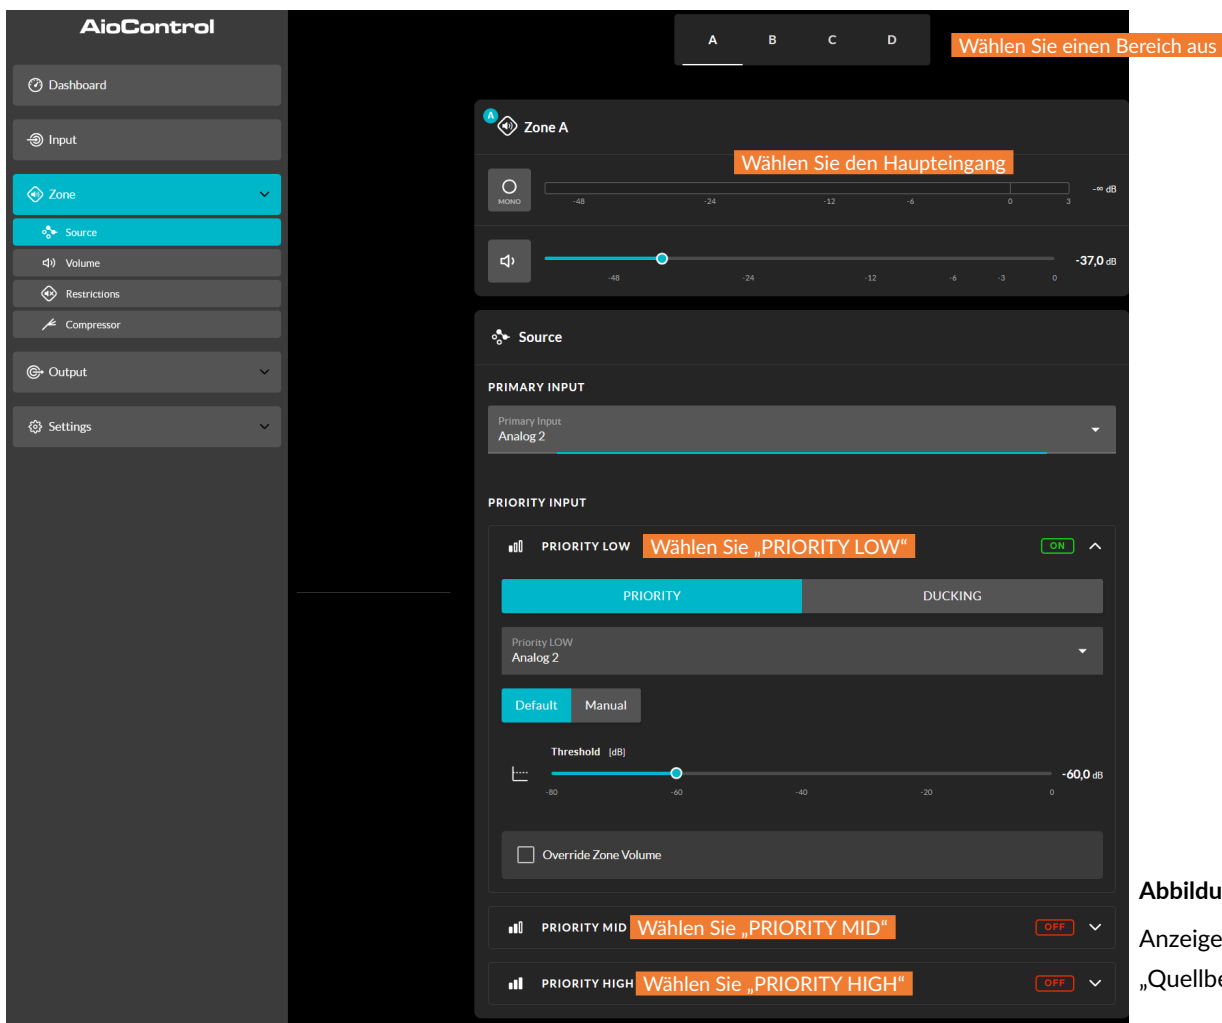 AioControl
A B C D
Wählen Sie einen Bereich aus
Dashboard
Input
Zone
Source
Volume
Restrictions
Compressor
Output
Settings
A
Zone A
Wählen Sie den Haupteingang
MONO
-48 -24 -12 -6 0 3
-∞ dB
-37,0 dB
-48 -24 -12 -6 -3 0
Source
PRIMARY INPUT
Primary Input
Analog 2
PRIORITY INPUT
PRIORITY LOW Wählen Sie „PRIORITY LOW“ ON
PRIORITY DUCKING
Priority LOW
Analog 2
Default Manual
Threshold [dB]
-60,0 dB
-80 -60 -40 -20 0
Override Zone Volume
PRIORITY MID Wählen Sie „PRIORITY MID“ OFF
PRIORITY HIGH Wählen Sie „PRIORITY HIGH“ OFF
Abbildu
Anzeige
„Quellbe